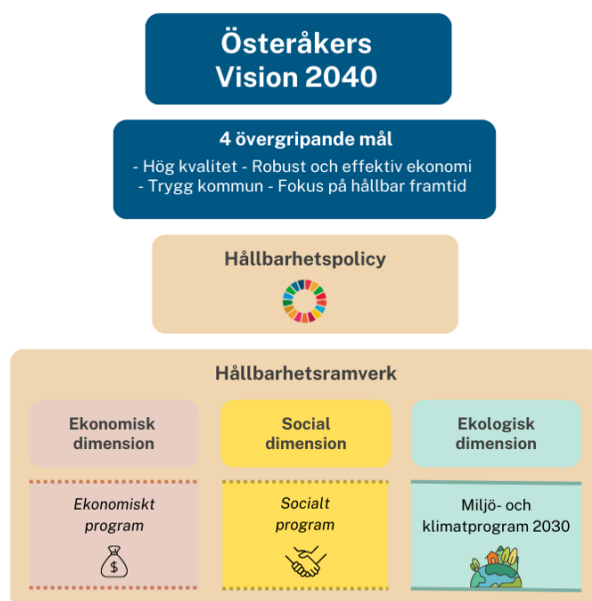 Österåkers
Vision 2040
4 övergripande mål
- Hög kvalitet - Robust och effektiv ekonomi
- Trygg kommun - Fokus på hållbar framtid
Hållbarhetspolicy
Hållbarhetsramverk
Ekonomisk
dimension
Social
dimension
Ekologisk
dimension
Ekonomiskt
program
$
Socialt
program
Miljö- och
klimatprogram 2030